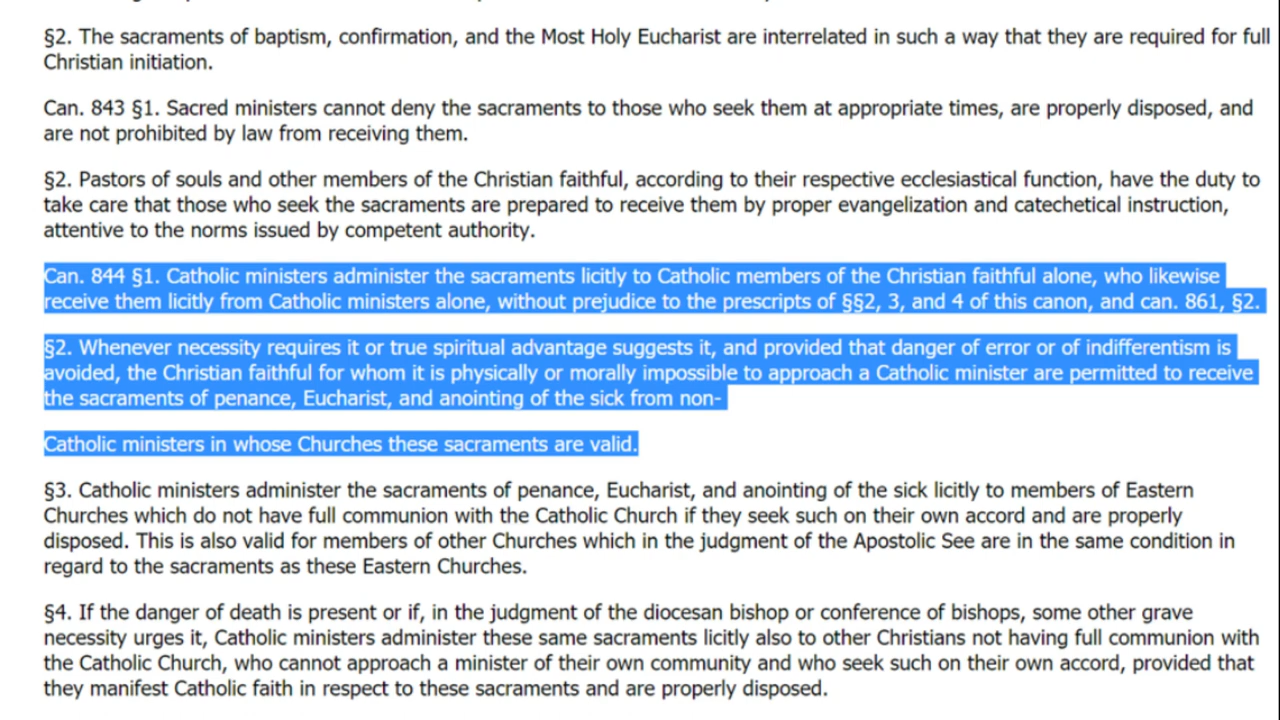 §2. The sacraments of baptism, confirmation, and the Most Holy Eucharist are interrelated in such a way that they are required for full
Christian initiation.
Can. 843 §1. Sacred ministers cannot deny the sacraments to those who seek them at appropriate times, are properly disposed, and
are not prohibited by law from receiving them.
§2. Pastors of souls and other members of the Christian faithful, according to their respective ecclesiastical function, have the duty to
take care that those who seek the sacraments are prepared to receive them by proper evangelization and catechetical instruction,
attentive to the norms issued by competent authority.
Can. 844 §1. Catholic ministers administer the sacraments licitly to Catholic members of the Christian faithful alone, who likewise
receive them licitly from Catholic ministers alone, without prejudice to the prescripts of §§2, 3, and 4 of this canon, and can. 861, §2.
§2. Whenever necessity requires it or true spiritual advantage suggests it, and provided that danger of error or of indifferentism is
avoided, the Christian faithful for whom it is physically or morally impossible to approach a Catholic minister are permitted to receive
the sacraments of penance, Eucharist, and anointing of the sick from non-
Catholic ministers in whose Churches these sacraments are valid.
§3. Catholic ministers administer the sacraments of penance, Eucharist, and anointing of the sick licitly to members of Eastern
Churches which do not have full communion with the Catholic Church if they seek such on their own accord and are properly
disposed. This is also valid for members of other Churches which in the judgment of the Apostolic See are in the same condition in
regard to the sacraments as these Eastern Churches.
§4. If the danger of death is present or if, in the judgment of the diocesan bishop or conference of bishops, some other grave
necessity urges it, Catholic ministers administer these same sacraments licitly also to other Christians not having full communion with
the Catholic Church, who cannot approach a minister of their own community and who seek such on their own accord, provided that
they manifest Catholic faith in respect to these sacraments and are properly disposed.